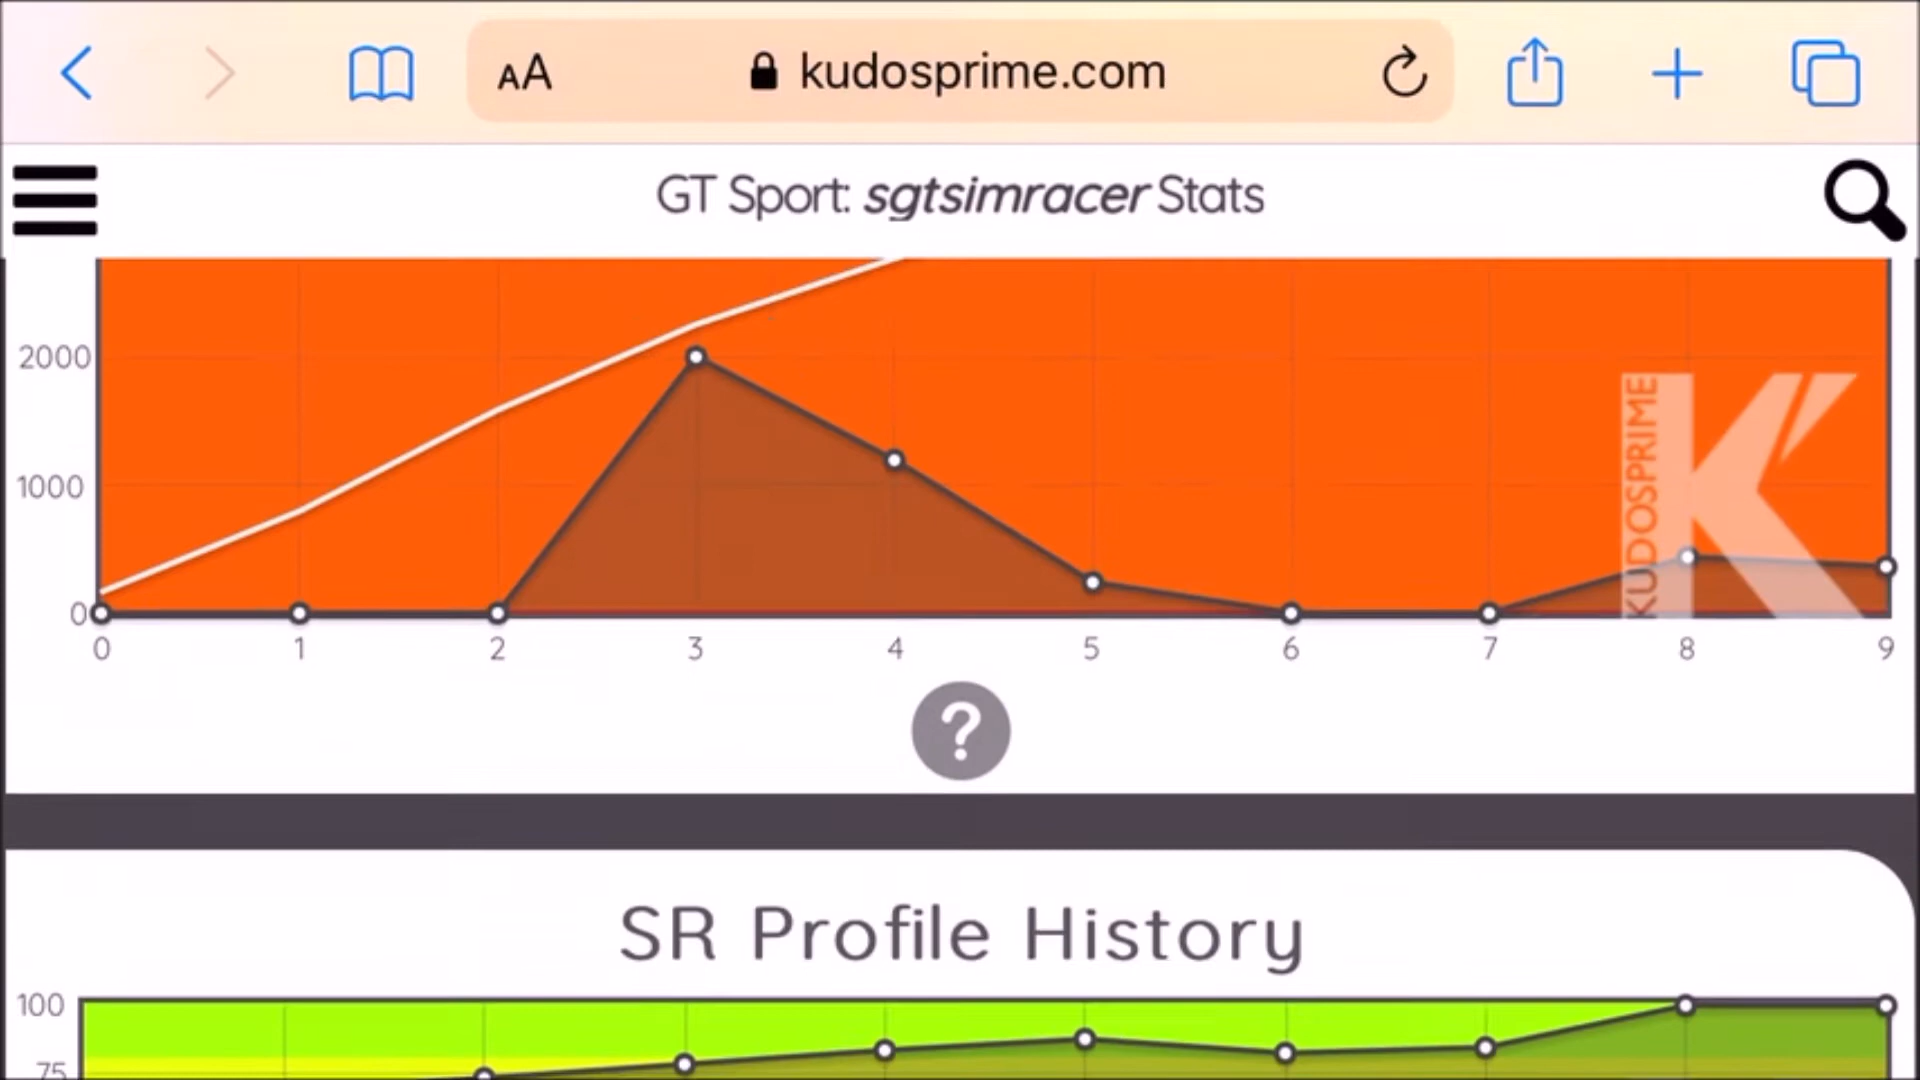 AA kudosprime.com
GT Sport: sgtsimracer Stats
2000
1000
0
0 1 2 3 4 5 6 7 8 9
KUDOSPRIME
K
?
SR Profile History
100
75